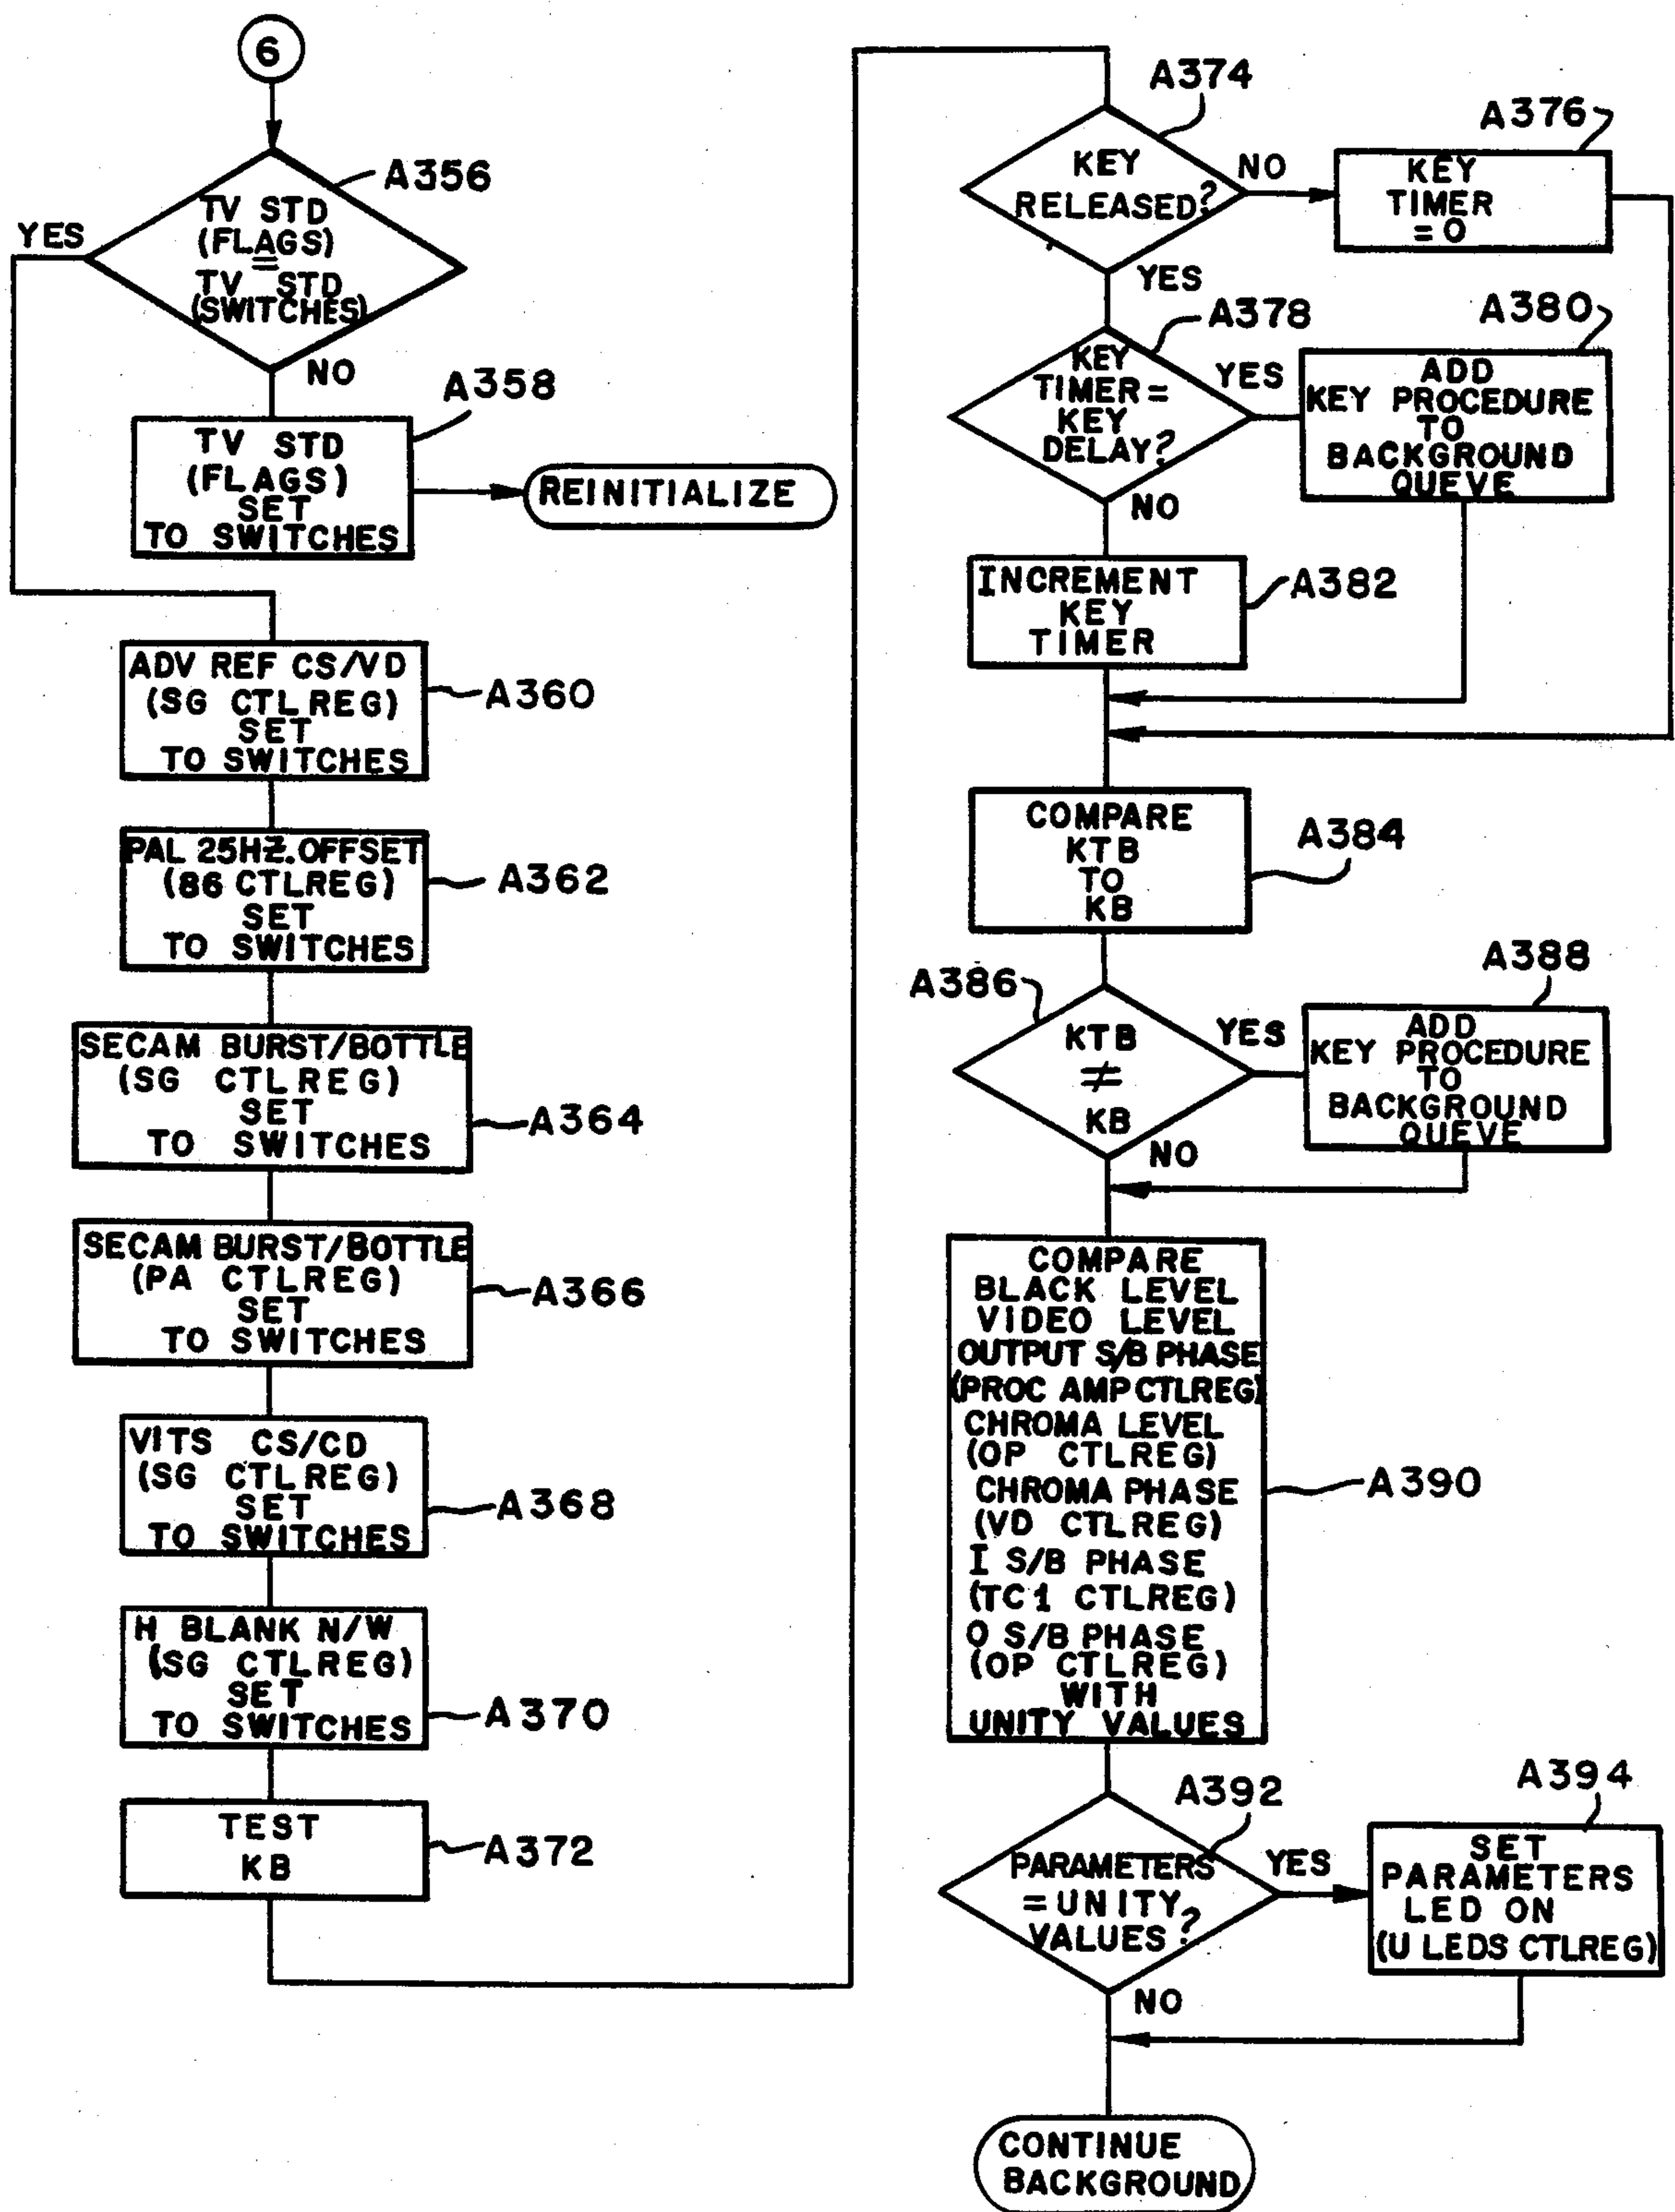 6
A356
TV STD
(FLAGS)
=
TV STD
(SWITCHES)
YES
NO
A358
TV STD
(FLAGS)
SET
TO SWITCHES
REINITIALIZE
ADV REF CS/VD
(SG CTLREG)
SET
TO SWITCHES
A360
PAL 25HZ.OFFSET
(86 CTLREG)
SET
TO SWITCHES
A362
SECAM BURST/BOTTLE
(SG CTLREG)
SET
TO SWITCHES
A364
SECAM BURST/BOTTLE
(PA CTLREG)
SET
TO SWITCHES
A366
VITS CS/CD
(SG CTLREG)
SET
TO SWITCHES
A368
H BLANK N/W
(SG CTLREG)
SET
TO SWITCHES
A370
TEST
KB
A372
A374
KEY
RELEASED?
NO
YES
A376
KEY
TIMER
= 0
A378
KEY
TIMER =
KEY
DELAY?
YES
NO
A380
ADD
KEY PROCEDURE
TO
BACKGROUND
QUEVE
INCREMENT
KEY
TIMER
A382
COMPARE
KTB
TO
KB
A384
A386
KTB
≠
KB
YES
NO
A388
ADD
KEY PROCEDURE
TO
BACKGROUND
QUEVE
COMPARE
BLACK LEVEL
VIDEO LEVEL
OUTPUT S/B PHASE
(PROC AMP CTLREG)
CHROMA LEVEL
(OP CTLREG)
CHROMA PHASE
(VD CTLREG)
I S/B PHASE
(TC1 CTLREG)
O S/B PHASE
(OP CTLREG)
WITH
UNITY VALUES
A390
A392
PARAMETERS
= UNITY
VALUES?
YES
NO
A394
SET
PARAMETERS
LED ON
(U LEDS CTLREG)
CONTINUE
BACKGROUND